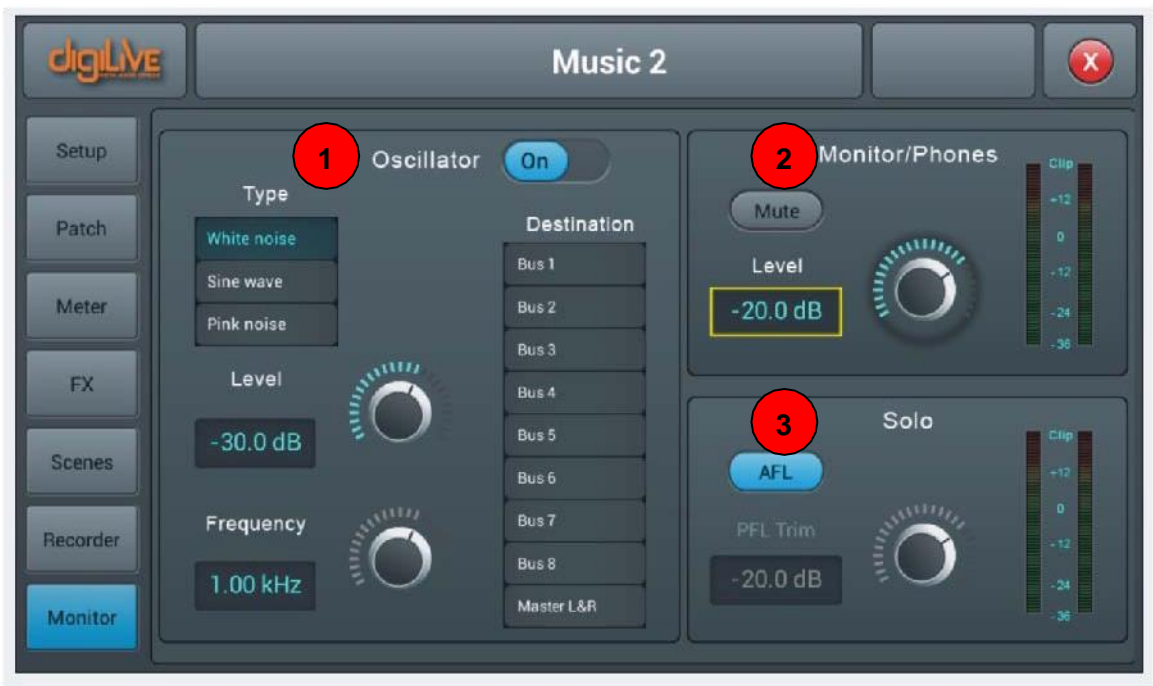 digiLiVE
Music 2
X
Setup
Patch
Meter
FX
Scenes
Recorder
Monitor
1
Oscillator
On
Type
White noise
Sine wave
Pink noise
Level
-30.0 dB
Frequency
1.00 kHz
Destination
Bus 1
Bus 2
Bus 3
Bus 4
Bus 5
Bus 6
Bus 7
Bus 8
Master L&R
2
Monitor/Phones
Mute
Level
-20.0 dB
Clip
+12
0
-12
-24
-36
3
Solo
AFL
PFL Trim
-20.0 dB
Clip
+12
0
-12
-24
-36